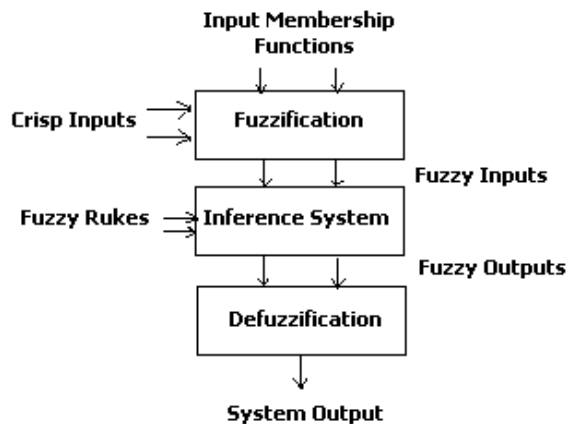 Input Membership
Functions
Crisp Inputs
Fuzzification
Fuzzy Inputs
Fuzzy Rukes
Inference System
Fuzzy Outputs
Defuzzification
System Output